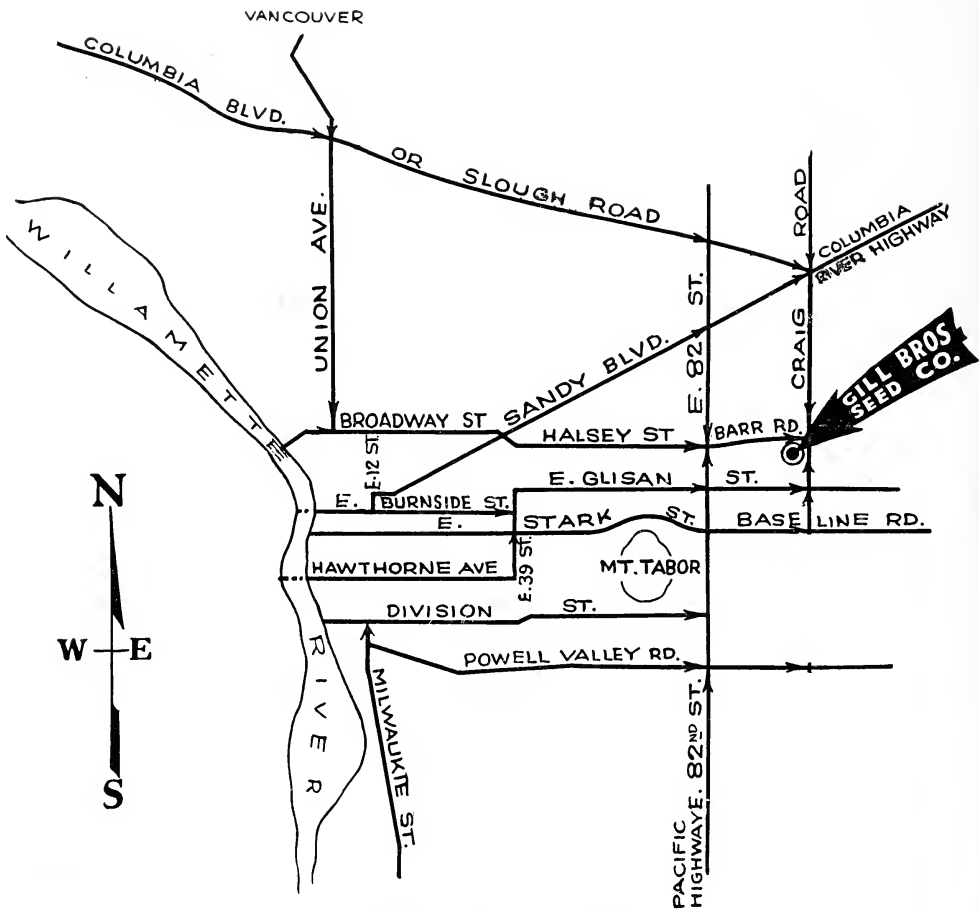 VANCOUVER
COLUMBIA BLVD. OR SLOUGH ROAD
UNION AVE.
E. 82 ST.
CRAIG ROAD
COLUMBIA
RIVER HIGHWAY
WILLAMETTE RIVER
SANDY BLVD.
GILL BROS
SEED CO.
BROADWAY ST
HALSEY ST
BARR RD.
E. 12 ST.
E. GLISAN ST.
E. BURNSIDE ST.
E. STARK ST.
BASE LINE RD.
HAWTHORNE AVE
E. 39 ST.
MT. TABOR
DIVISION ST.
POWELL VALLEY RD.
MILWAUKIE ST.
PACIFIC
HIGHWAY E. 82ND ST.
N
W E
S